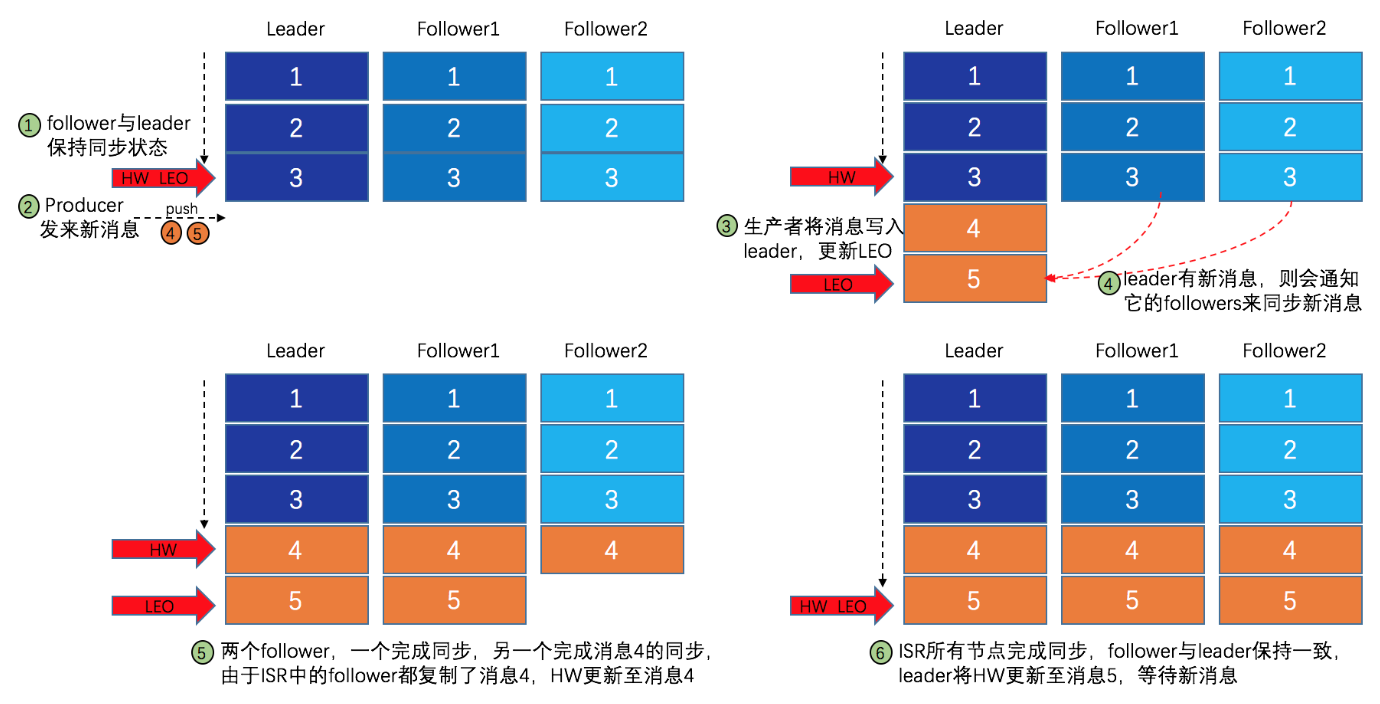 Leader Follower1 Follower2
1 1 1
① follower与leader
保持同步状态
2 2 2
HW LEO 3 3 3
② Producer
发来新消息
push
4 5
Leader Follower1 Follower2
1 1 1
2 2 2
HW 3 3 3
③ 生产者将消息写入
leader，更新LEO
4
LEO 5
④ leader有新消息，则会通知
它的followers来同步新消息
Leader Follower1 Follower2
1 1 1
2 2 2
3 3 3
HW 4 4 4
LEO 5 5
⑤ 两个follower，一个完成同步，另一个完成消息4的同步，
由于ISR中的follower都复制了消息4，HW更新至消息4
Leader Follower1 Follower2
1 1 1
2 2 2
3 3 3
4 4 4
HW LEO 5 5 5
⑥ ISR所有节点完成同步，follower与leader保持一致，
leader将HW更新至消息5，等待新消息